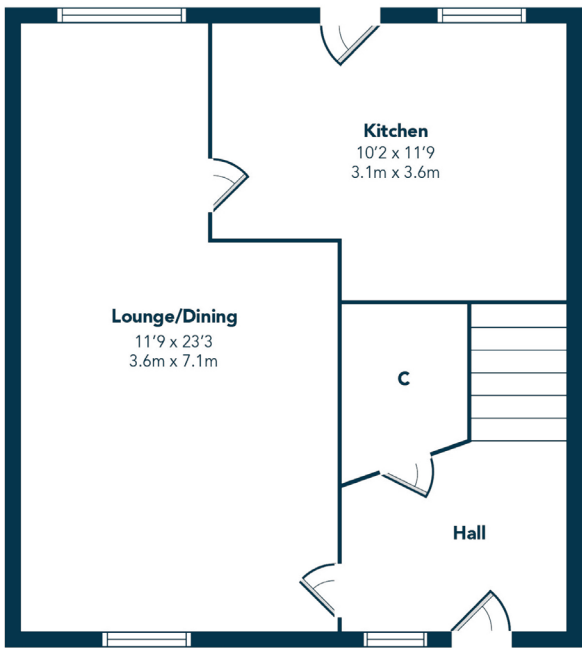 Kitchen
10'2 x 11'9
3.1m x 3.6m
Lounge/Dining
11'9 x 23'3
3.6m x 7.1m
C
Hall